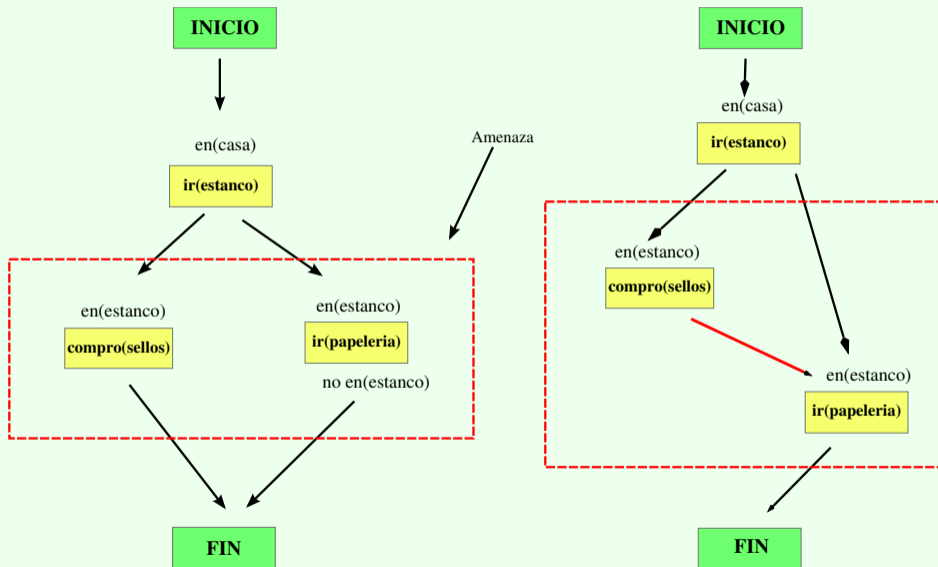 INICIO
en(casa)
ir(estanco)
Amenaza
en(estanco)
compro(sellos)
en(estanco)
ir(papeleria)
no en(estanco)
FIN
INICIO
en(casa)
ir(estanco)
en(estanco)
compro(sellos)
en(estanco)
ir(papeleria)
FIN